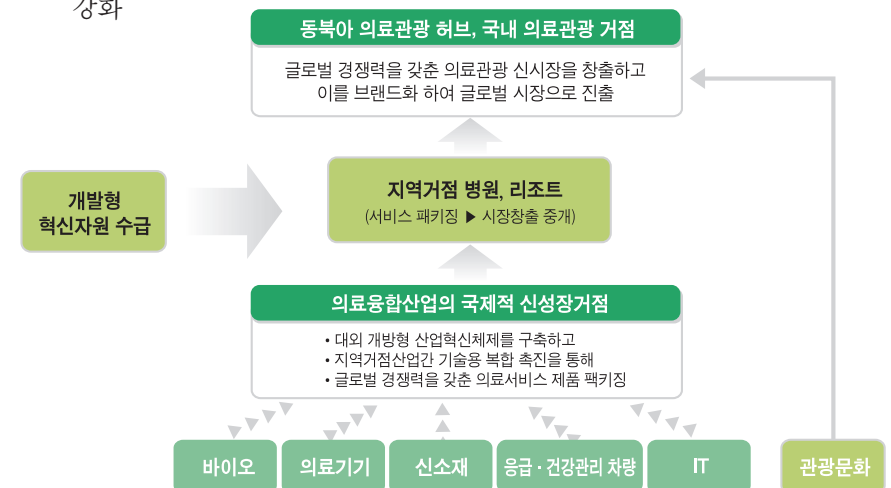 강화
동북아 의료관광 허브, 국내 의료관광 거점
글로벌 경쟁력을 갖춘 의료관광 신시장을 창출하고
이를 브랜드화 하여 글로벌 시장으로 진출
개발형
혁신자원 수급
지역거점 병원, 리조트
(서비스 패키징 ▶ 시장창출 중개)
의료융합산업의 국제적 신성장거점
• 대외 개방형 산업혁신체제를 구축하고
• 지역거점산업간 기술용 복합 촉진을 통해
• 글로벌 경쟁력을 갖춘 의료서비스 제품 팩키징
바이오
의료기기
신소재
응급 · 건강관리 차량
IT
관광문화